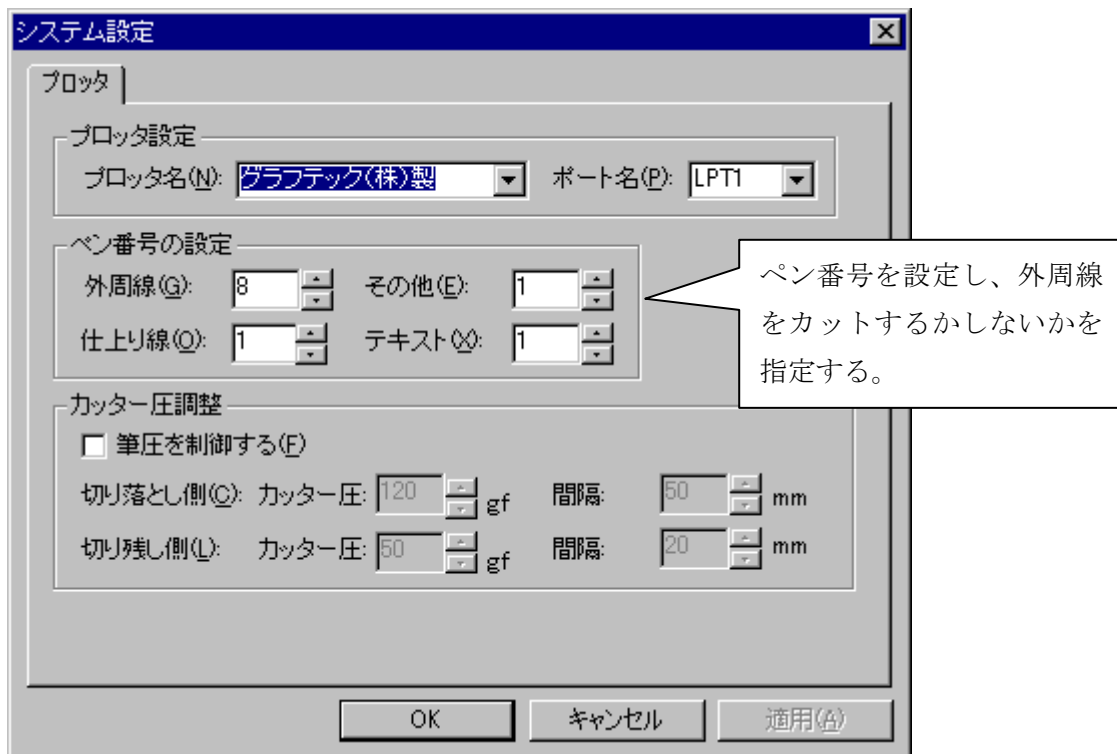 システム設定
プロッタ
プロッタ設定
プロッタ名(N): グラフテック(株)製 ポート名(P): LPT1
ペン番号の設定
外周線(G): 8 その他(E): 1
仕上り線(O): 1 テキスト(X): 1
ペン番号を設定し、外周線
をカットするかしないかを
指定する。
カッター圧調整
筆圧を制御する(F)
切り落とし側(C): カッター圧: 120 gf 間隔: 50 mm
切り残し側(L): カッター圧: 50 gf 間隔: 20 mm
OK キャンセル 適用(A)